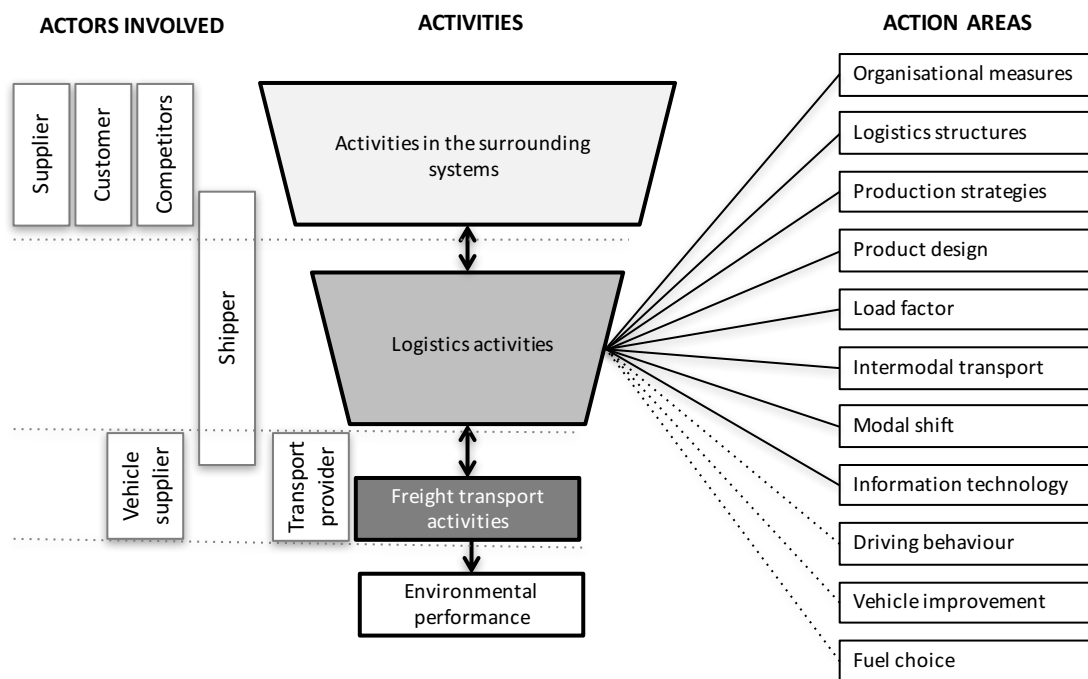 ACTORS INVOLVED
ACTIVITIES
ACTION AREAS
Supplier
Customer
Competitors
Shipper
Vehicle
supplier
Transport
provider
Activities in the surrounding
systems
Logistics activities
Freight transport
activities
Environmental
performance
Organisational measures
Logistics structures
Production strategies
Product design
Load factor
Intermodal transport
Modal shift
Information technology
Driving behaviour
Vehicle improvement
Fuel choice